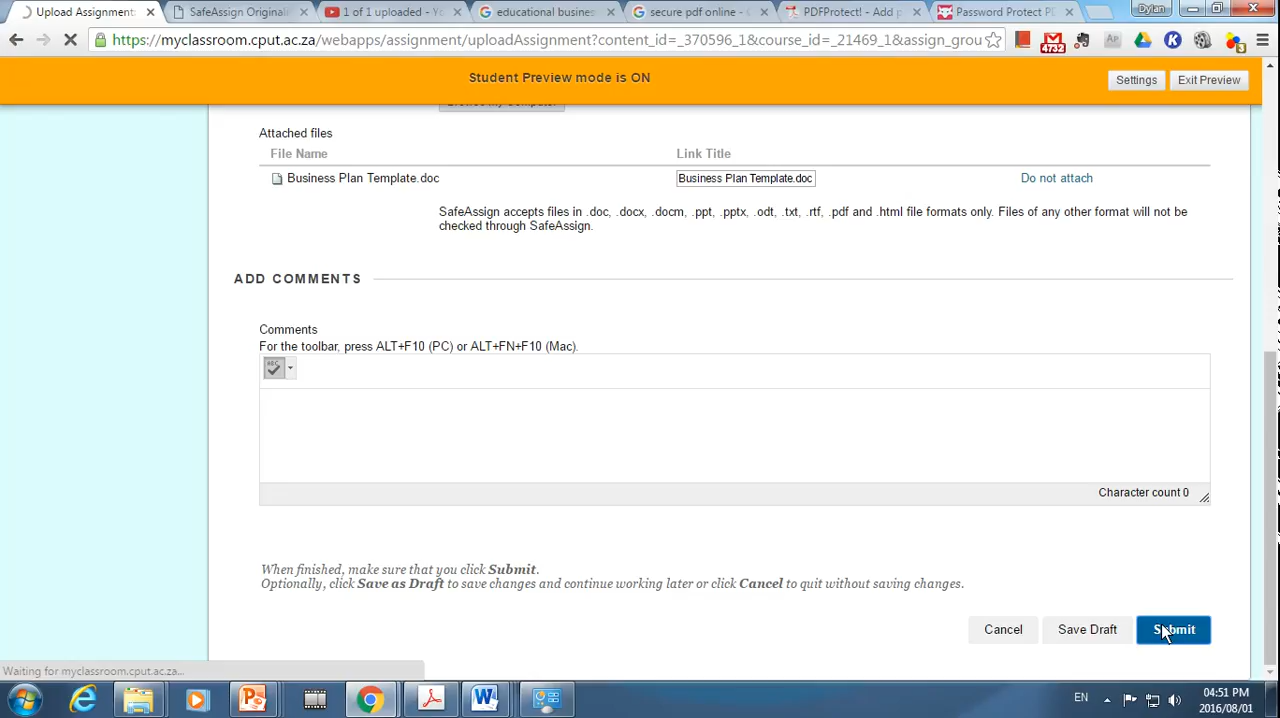 Upload Assignment:
SafeAssign Origina
1 of 1 uploaded - Yo
educational busine
secure pdf online -
PDFProtect! - Add p
Password Protect PD
Dylan
https://myclassroom.cput.ac.za/webapps/assignment/uploadAssignment?content_id=_370596_1&course_id=_21469_1&assign_grou
4732
AP
K
3
Student Preview mode is ON
Settings
Exit Preview
Attached files
File Name
Link Title
Business Plan Template.doc
Business Plan Template.doc
Do not attach
SafeAssign accepts files in .doc, .docx, .docm, .ppt, .pptx, .odt, .txt, .rtf, .pdf and .html file formats only. Files of any other format will not be
checked through SafeAssign.
ADD COMMENTS
Comments
For the toolbar, press ALT+F10 (PC) or ALT+FN+F10 (Mac).
ABC
Character count 0
When finished, make sure that you click Submit.
Optionally, click Save as Draft to save changes and continue working later or click Cancel to quit without saving changes.
Cancel
Save Draft
Submit
Waiting for myclassroom.cput.ac.za...
EN
04:51 PM
2016/08/01